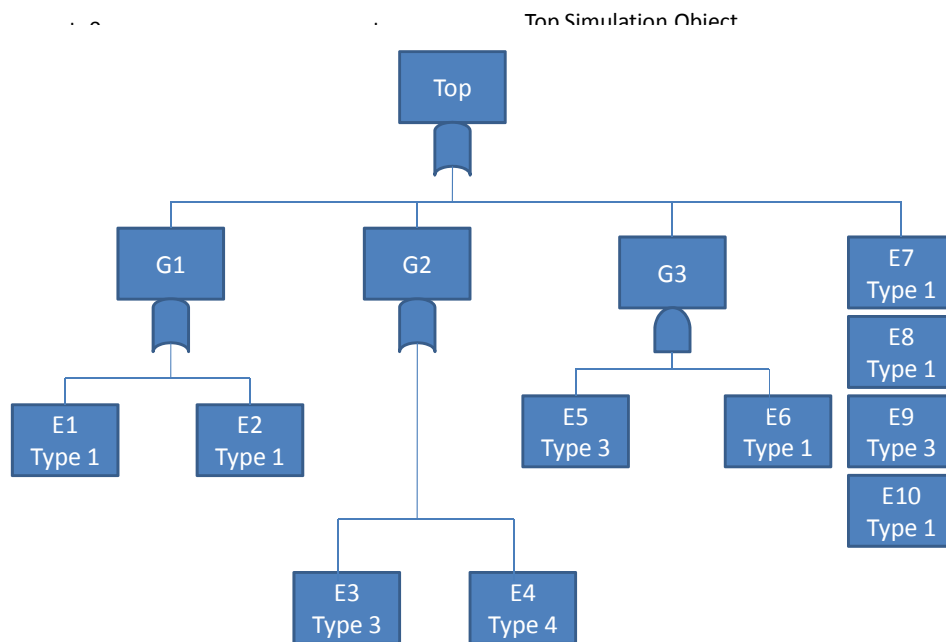 Top Simulation Object
Top
G1
G2
G3
E7
Type 1
E8
Type 1
E1
Type 1
E2
Type 1
E5
Type 3
E6
Type 1
E9
Type 3
E10
Type 1
E3
Type 3
E4
Type 4